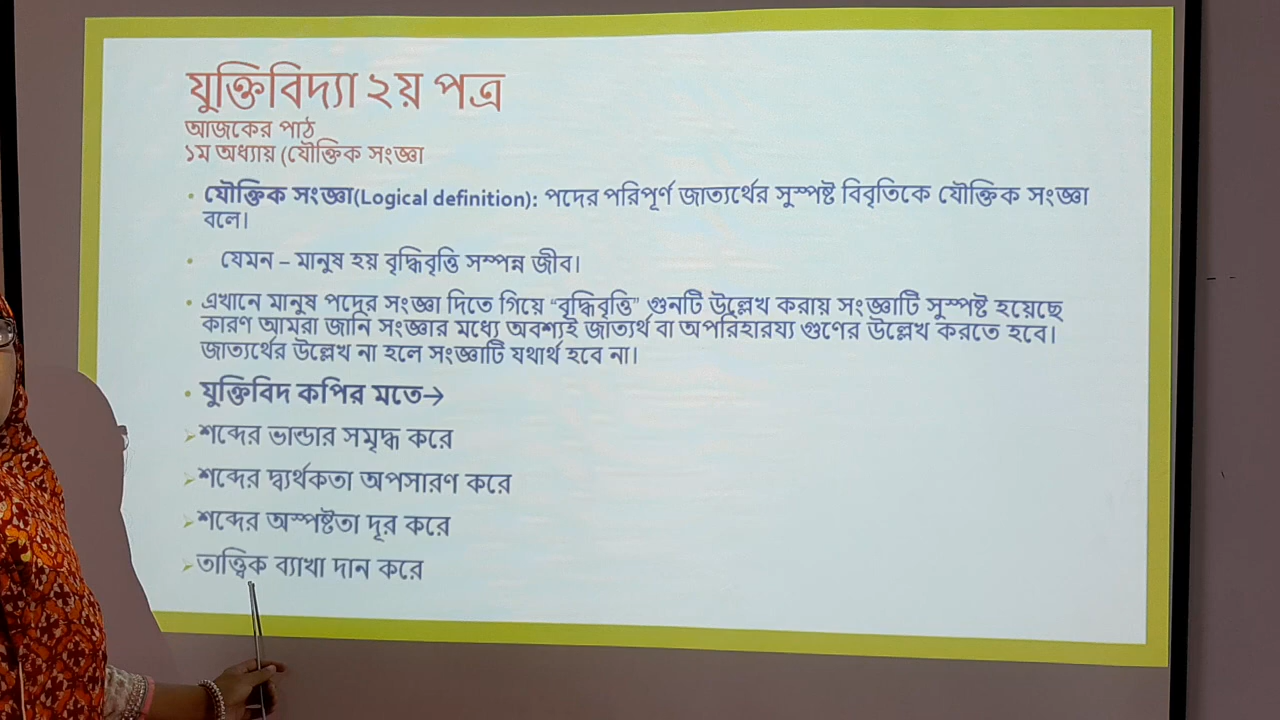 যুক্তিবিদ্যা ২য় পত্র
আজকের পাঠ
১ম অধ্যায় (যৌক্তিক সংজ্ঞা
• যৌক্তিক সংজ্ঞা(Logical definition): পদের পরিপূর্ণ জাত্যর্থের সুস্পষ্ট বিবৃতিকে যৌক্তিক সংজ্ঞা
বলে।
• যেমন – মানুষ হয় বৃদ্ধিবৃত্তি সম্পন্ন জীব।
• এখানে মানুষ পদের সংজ্ঞা দিতে গিয়ে “বৃদ্ধিবৃত্তি” গুনটি উল্লেখ করায় সংজ্ঞাটি সুস্পষ্ট হয়েছে
কারণ আমরা জানি সংজ্ঞার মধ্যে অবশ্যই জাত্যর্থ বা অপরিহারয্য গুণের উল্লেখ করতে হবে।
জাত্যর্থের উল্লেখ না হলে সংজ্ঞাটি যথার্থ হবে না।
• যুক্তিবিদ কপির মতে→
➢শব্দের ভান্ডার সমৃদ্ধ করে
➢শব্দের দ্ব্যর্থকতা অপসারণ করে
➢শব্দের অস্পষ্টতা দূর করে
➢তাত্ত্বিক ব্যাখা দান করে